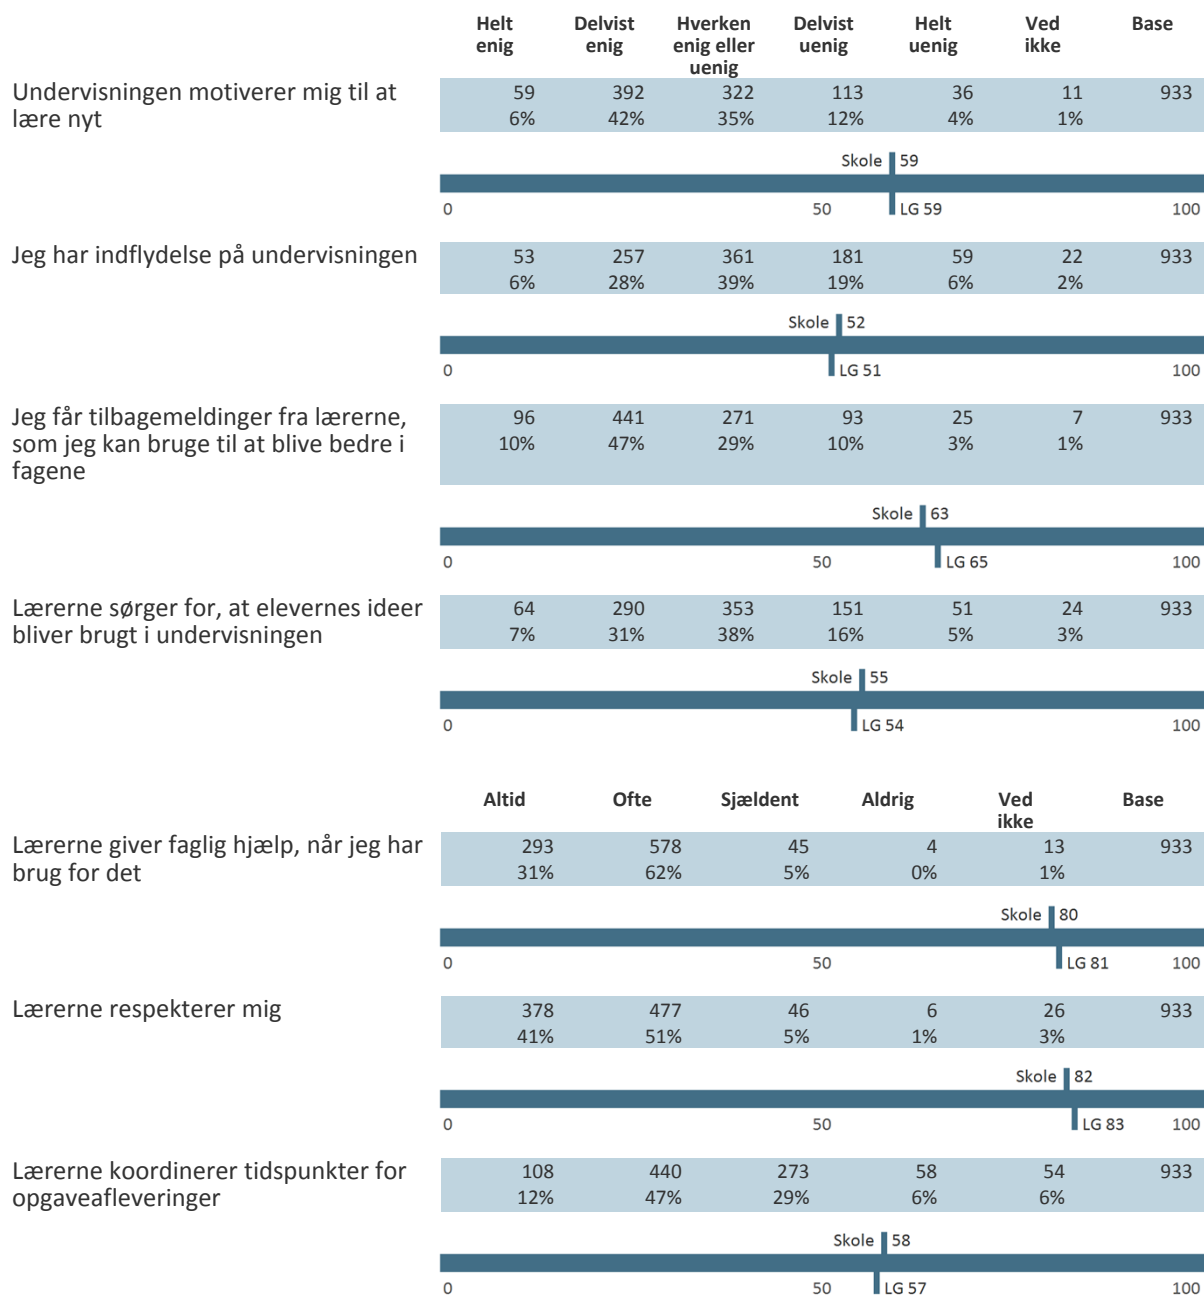 Helt enig Delvist enig Hverken enig eller uenig Delvist uenig Helt uenig Ved ikke Base
Undervisningen motiverer mig til at lære nyt
59 392 322 113 36 11 933
6% 42% 35% 12% 4% 1%
Skole 59
0 50 LG 59 100
Jeg har indflydelse på undervisningen
53 257 361 181 59 22 933
6% 28% 39% 19% 6% 2%
Skole 52
0 LG 51 100
Jeg får tilbagemeldinger fra lærerne, som jeg kan bruge til at blive bedre i fagene
96 441 271 93 25 7 933
10% 47% 29% 10% 3% 1%
Skole 63
0 50 LG 65 100
Lærerne sørger for, at elevernes ideer bliver brugt i undervisningen
64 290 353 151 51 24 933
7% 31% 38% 16% 5% 3%
Skole 55
0 LG 54 100
Altid Ofte Sjældent Aldrig Ved ikke Base
Lærerne giver faglig hjælp, når jeg har brug for det
293 578 45 4 13 933
31% 62% 5% 0% 1%
Skole 80
0 50 LG 81 100
Lærerne respekterer mig
378 477 46 6 26 933
41% 51% 5% 1% 3%
Skole 82
0 50 LG 83 100
Lærerne koordinerer tidspunkter for opgaveafleveringer
108 440 273 58 54 933
12% 47% 29% 6% 6%
Skole 58
0 50 LG 57 100